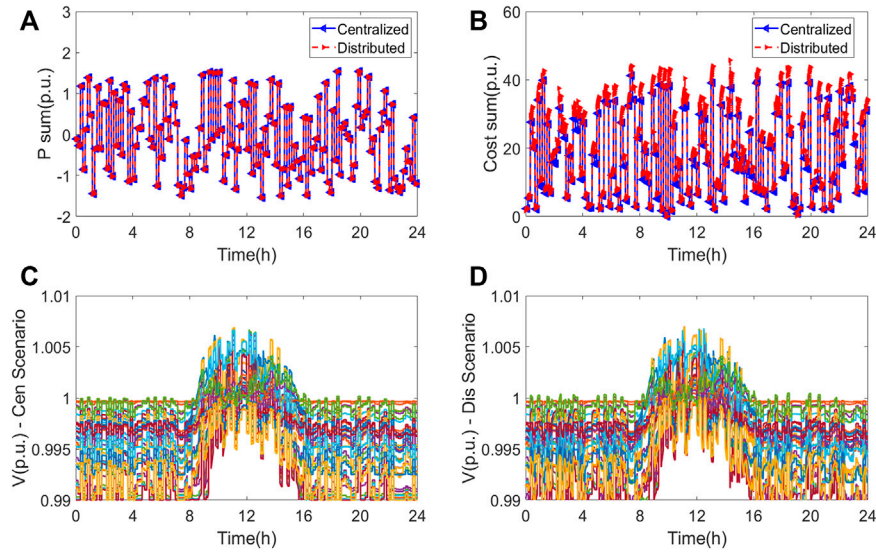 A
B
3
2
1
0
-1
-2
P sum(p.u.)
Centralized
Distributed
0 4 8 12 16 20 24
Time(h)
60
40
20
0
Cost sum(p.u.)
Centralized
Distributed
0 4 8 12 16 20 24
Time(h)
C
D
1.01
1.005
1
0.995
0.99
V(p.u.) - Cen Scenario
0 4 8 12 16 20 24
Time(h)
1.01
1.005
1
0.995
0.99
V(p.u.) - Dis Scenario
0 4 8 12 16 20 24
Time(h)